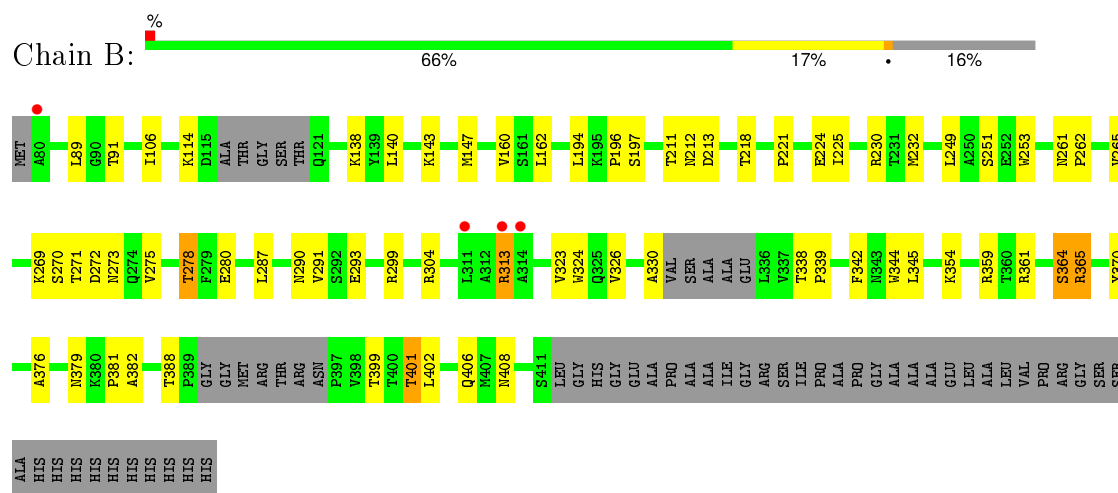 %
Chain B:
66% 17% • 16%
MET A80 L89 G90 T91 I106 K114 D115 ALA THR GLY SER THR Q121 K138 Y139 L140 K143 M147 V160 S161 L162 L194 K195 P196 S197 T211 N212 D213 T218 P221 E224 I225 R230 T231 M232 L249 A250 S251 E252 W253 N261 P262
K269 S270 T271 D272 N273 Q274 V275 T278 F279 E280 L287 N290 V291 S292 E293 R299 R304 L311 A312 R313 A314 V323 W324 Q325 V326 A330 VAL SER ALA ALA GLU L336 V337 T338 P339 F342 N343 W344 L345 K354 R359 T360 R361 S364 R365
A376 N379 K380 P381 A382 T388 P389 GLY GLY MET ARG THR ARG ASN P397 V398 T399 T400 T401 L402 Q406 M407 N408 S411 LEU GLY HIS GLY GLU ALA PRO ALA ALA ILE GLY ARG SER ILE PRO ALA PRO GLY ALA ALA ALA GLU LEU ALA LEU VAL PRO ARG GLY SER
ALA HIS HIS HIS HIS HIS HIS HIS HIS HIS HIS